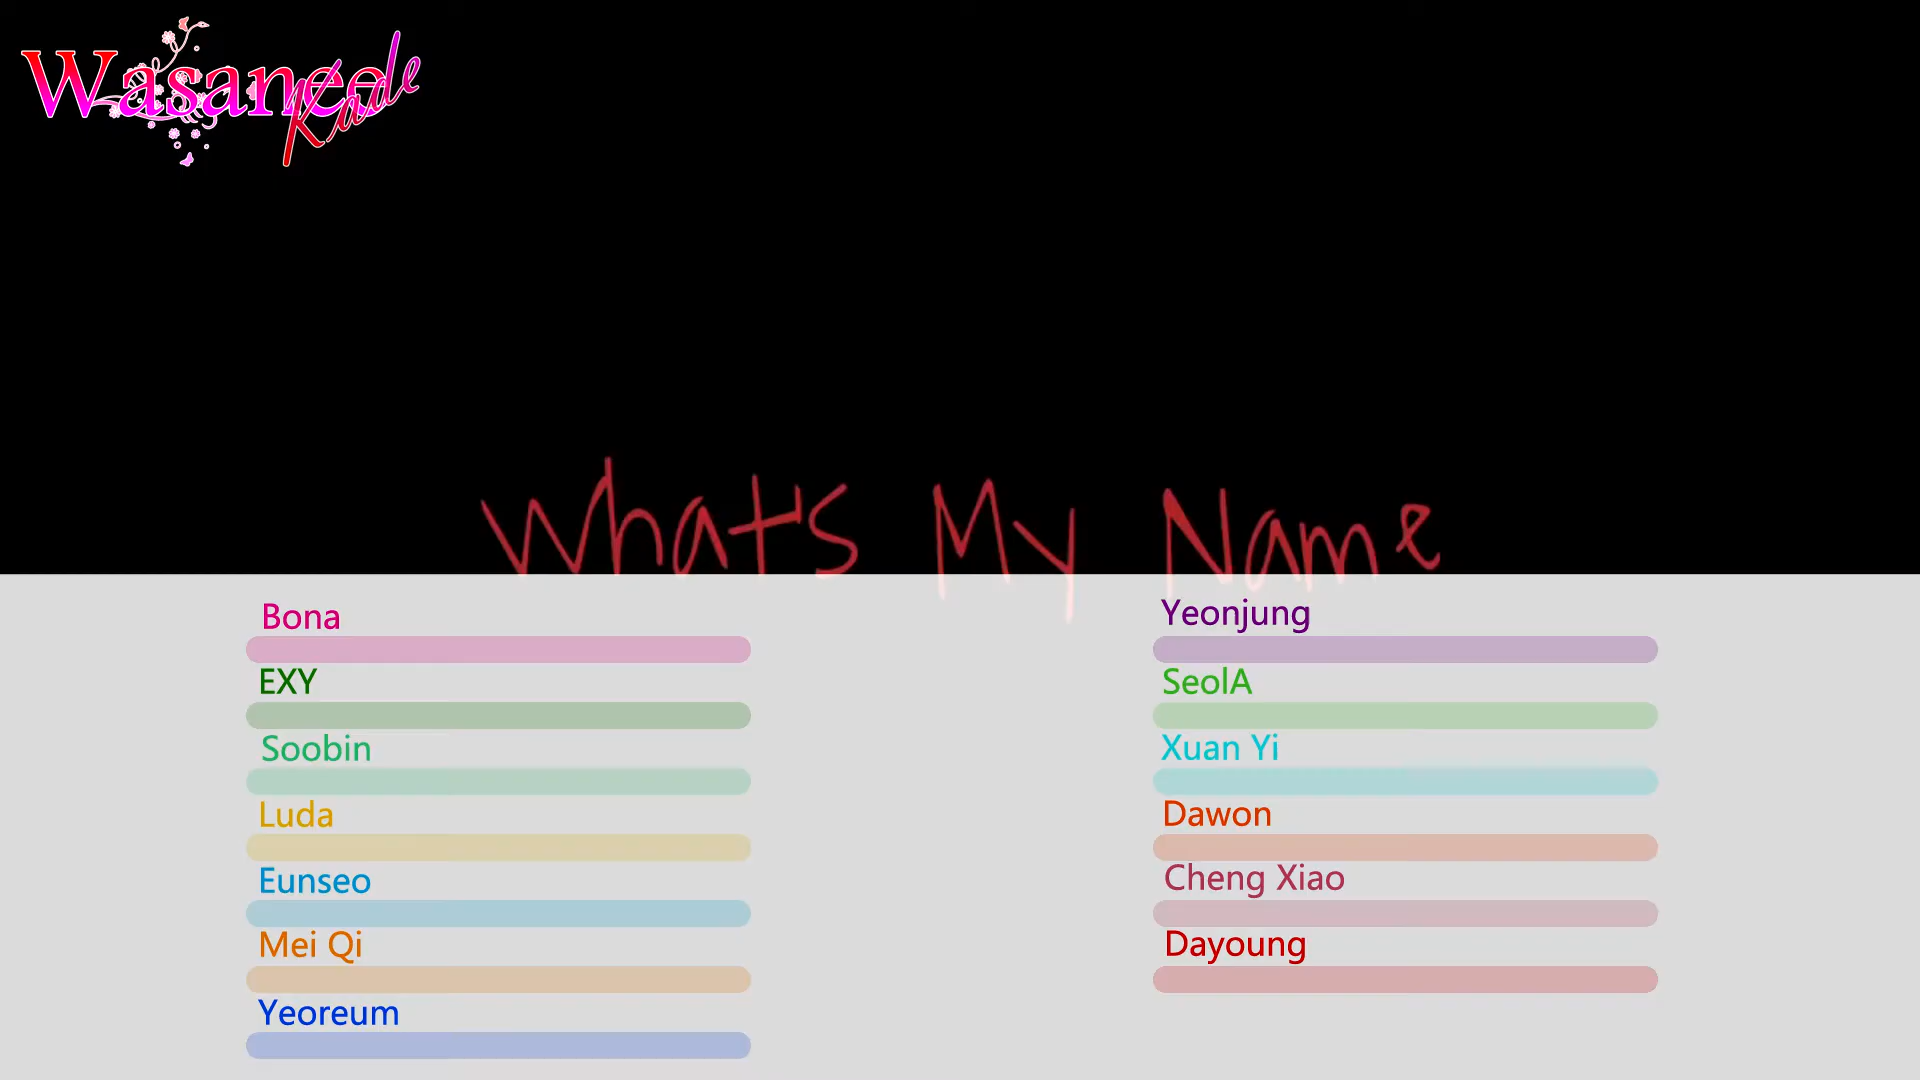 Wasaneo
Kade
What's My Name
Bona
EXY
Soobin
Luda
Eunseo
Mei Qi
Yeoreum
Yeonjung
SeolA
Xuan Yi
Dawon
Cheng Xiao
Dayoung